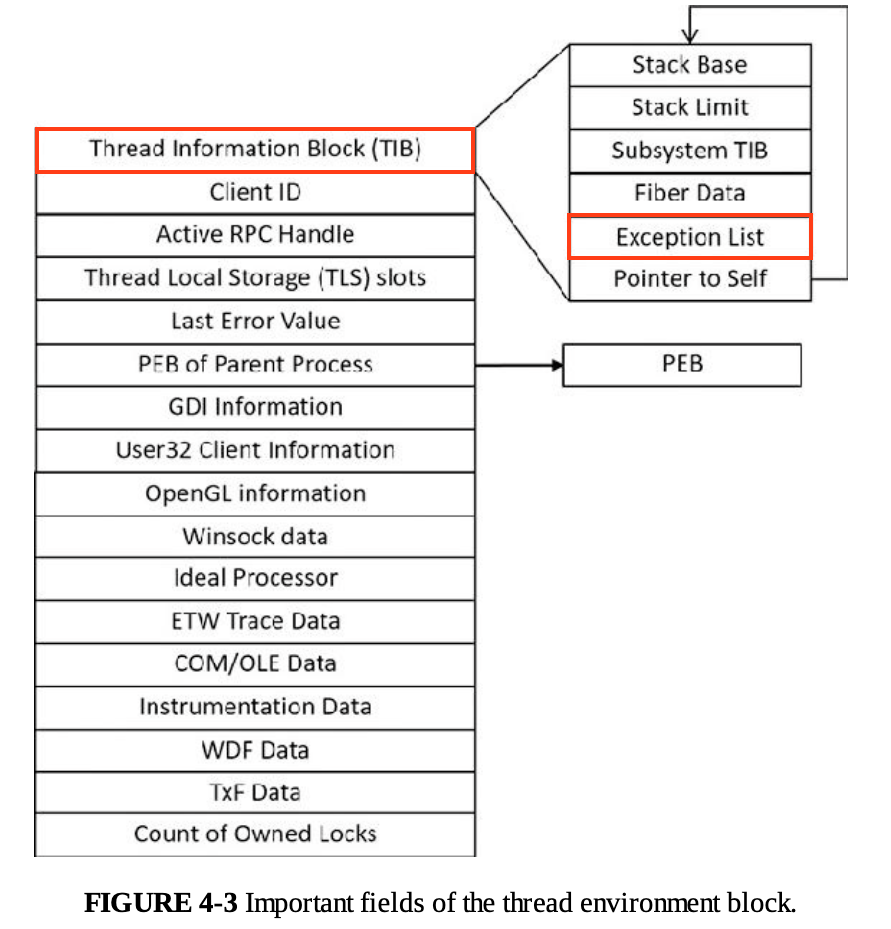 Thread Information Block (TIB)
Client ID
Active RPC Handle
Thread Local Storage (TLS) slots
Last Error Value
PEB of Parent Process
GDI Information
User32 Client Information
OpenGL information
Winsock data
Ideal Processor
ETW Trace Data
COM/OLE Data
Instrumentation Data
WDF Data
TxF Data
Count of Owned Locks
Stack Base
Stack Limit
Subsystem TIB
Fiber Data
Exception List
Pointer to Self
PEB
FIGURE 4-3 Important fields of the thread environment block.